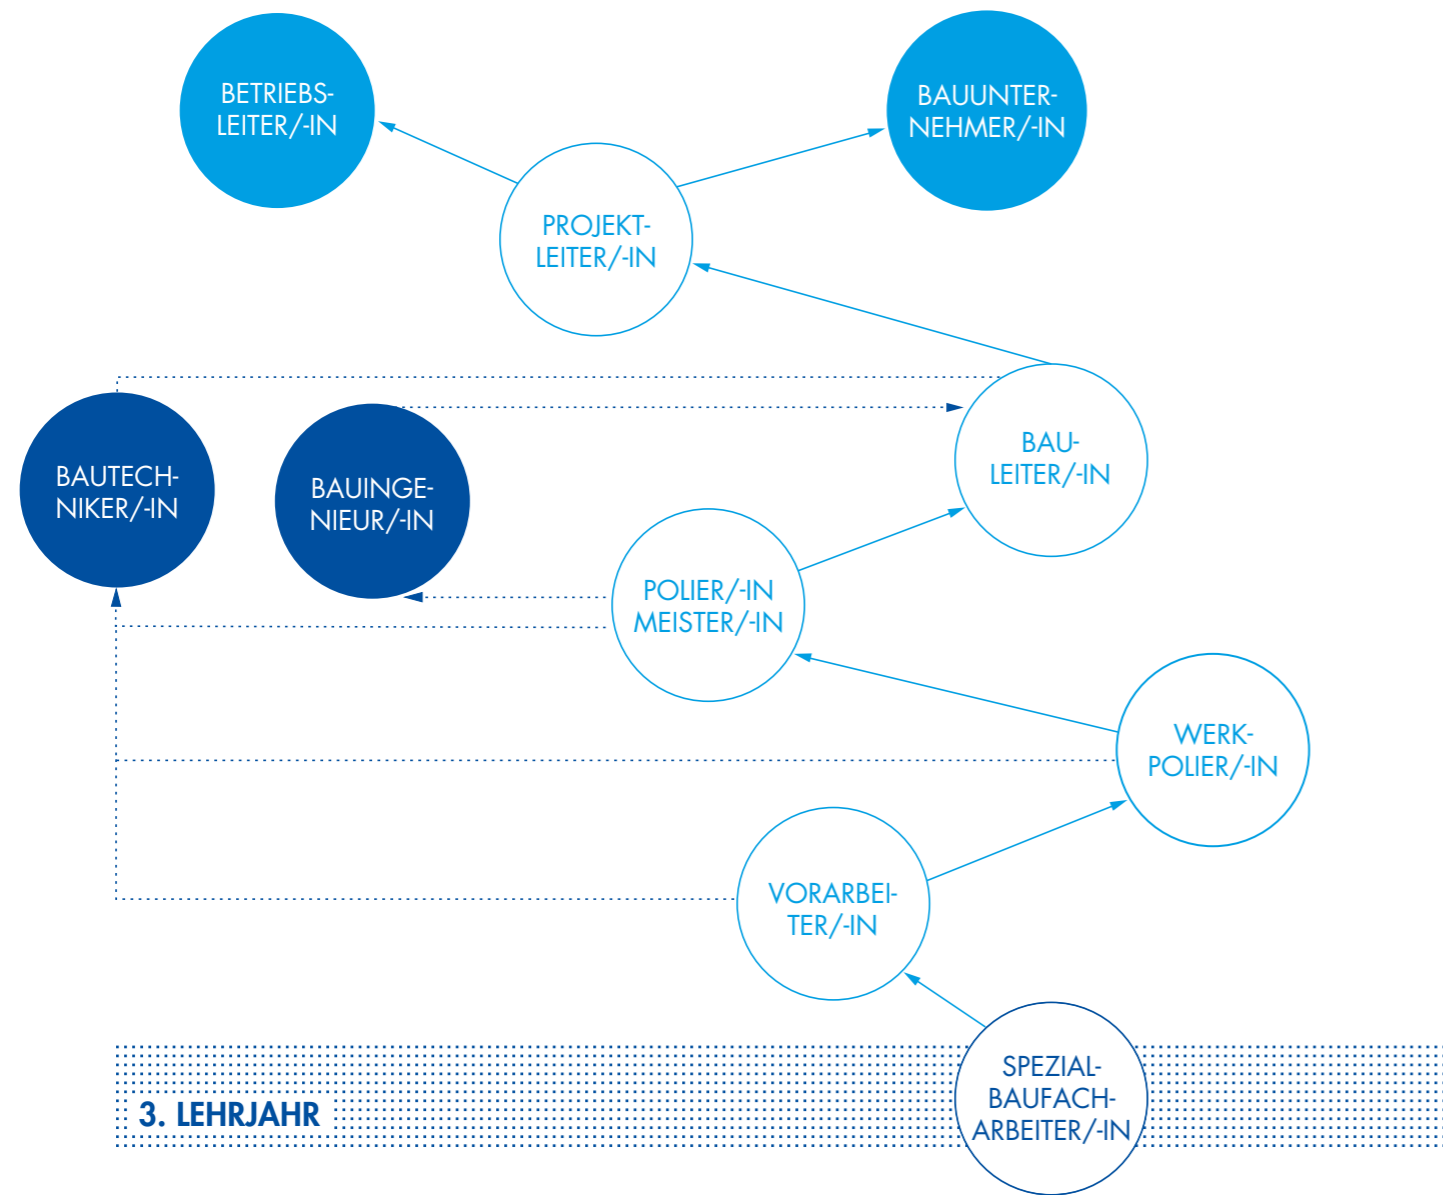 BETRIEBS-
LEITER/-IN
BAUUNTER-
NEHMER/-IN
PROJEKT-
LEITER/-IN
BAUTECH-
NIKER/-IN
BAUINGE-
NIEUR/-IN
BAU-
LEITER/-IN
POLIER/-IN
MEISTER/-IN
WERK-
POLIER/-IN
VORARBEI-
TER/-IN
SPEZIAL-
BAUFACH-
ARBEITER/-IN
3. LEHRJAHR